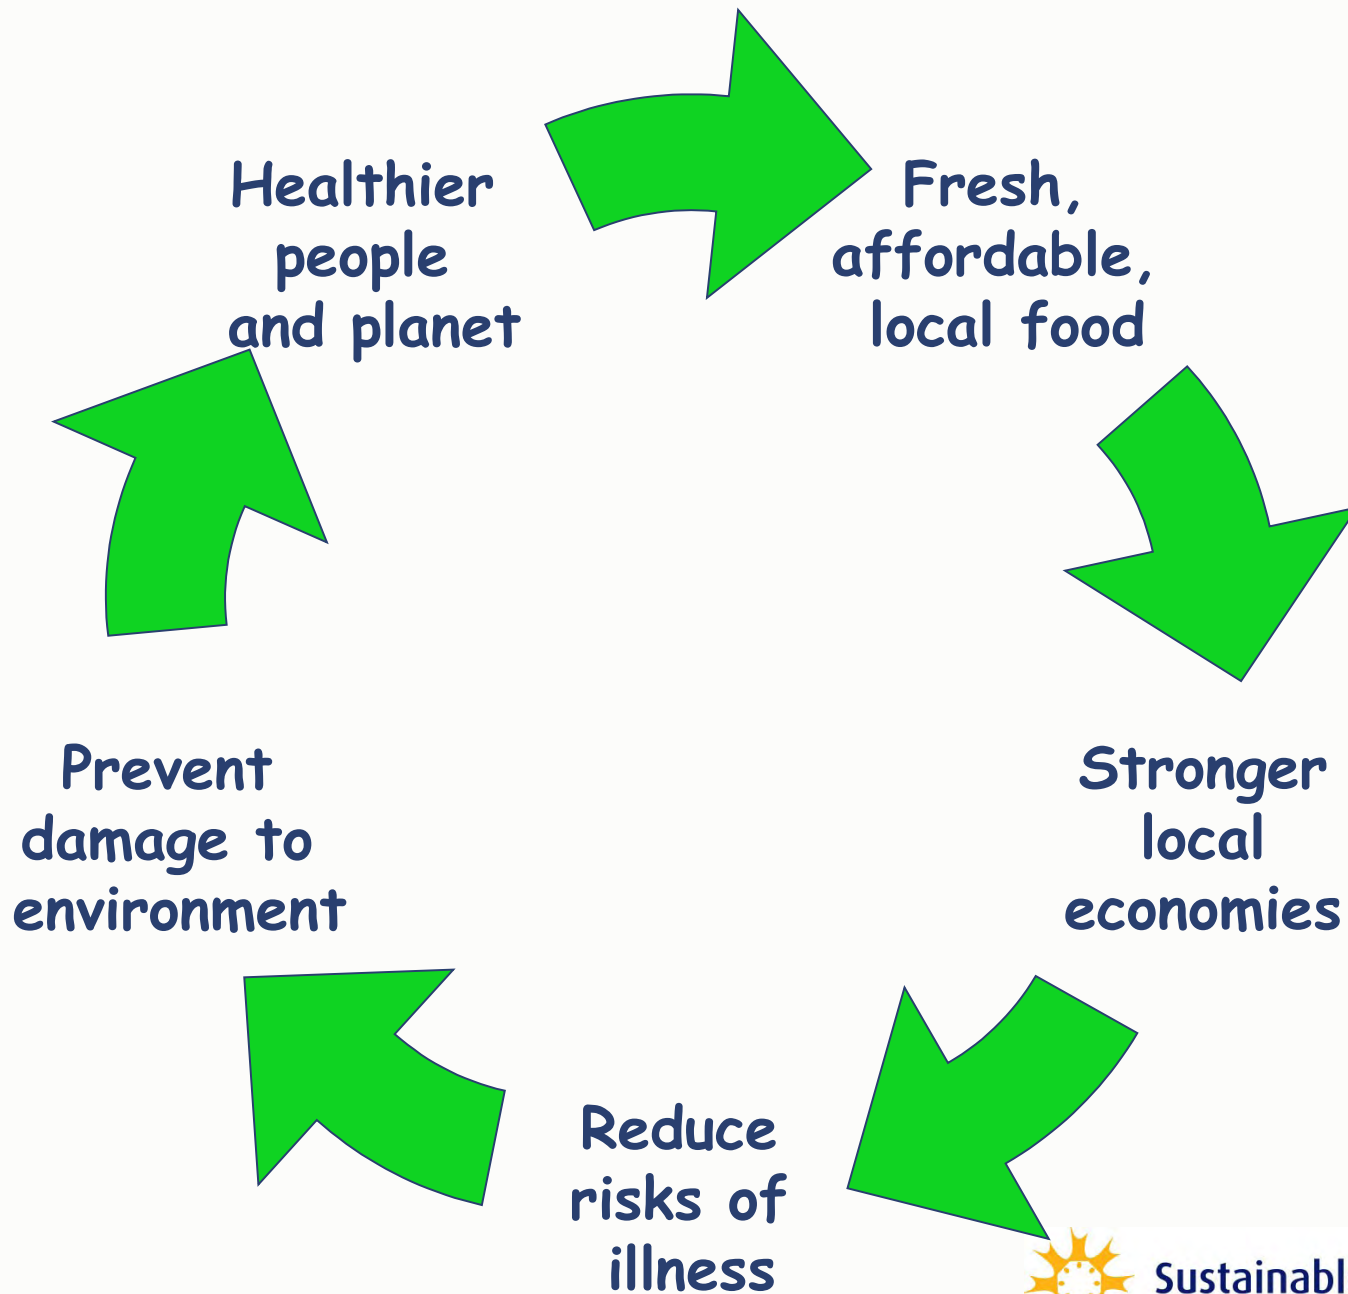 Healthier
people
and planet
Fresh,
affordable,
local food
Stronger
local
economies
Reduce
risks of
illness
Prevent
damage to
environment
Sustainabl